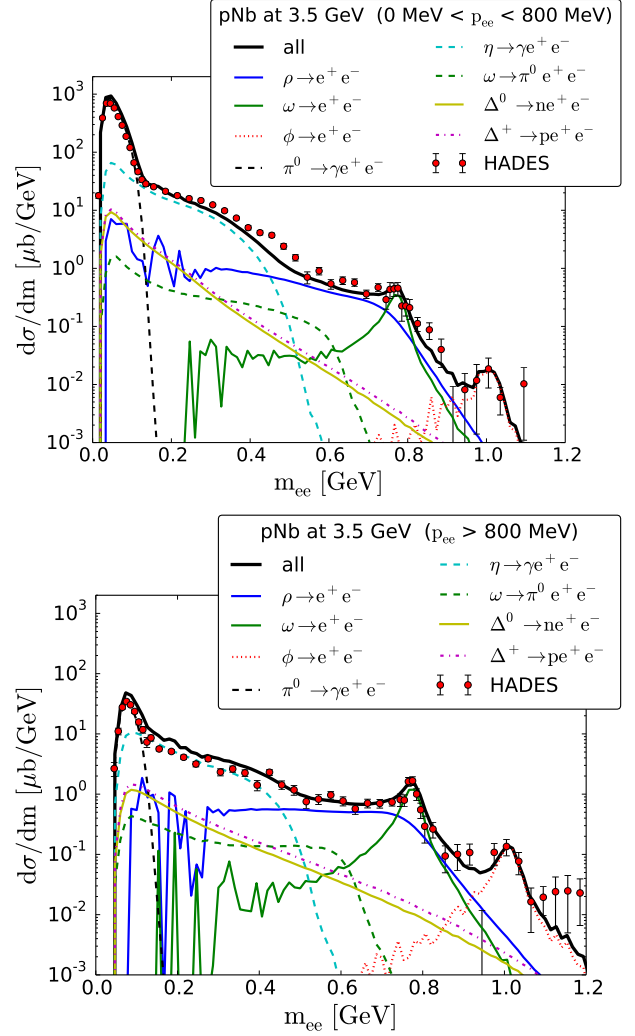 pNb at 3.5 GeV (0 MeV < p_ee < 800 MeV)
all
ρ→e⁺ e⁻
ω→e⁺ e⁻
ϕ→e⁺ e⁻
π⁰ →γe⁺ e⁻
η→γe⁺ e⁻
ω→π⁰ e⁺ e⁻
Δ⁰ →ne⁺ e⁻
Δ⁺ →pe⁺ e⁻
HADES
dσ/dm [μb/GeV]
10³
10²
10¹
10⁰
10⁻¹
10⁻²
10⁻³
0.0 0.2 0.4 0.6 0.8 1.0 1.2
m_ee [GeV]
pNb at 3.5 GeV (p_ee > 800 MeV)
all
ρ→e⁺ e⁻
ω→e⁺ e⁻
ϕ→e⁺ e⁻
π⁰ →γe⁺ e⁻
η→γe⁺ e⁻
ω→π⁰ e⁺ e⁻
Δ⁰ →ne⁺ e⁻
Δ⁺ →pe⁺ e⁻
HADES
dσ/dm [μb/GeV]
10³
10²
10¹
10⁰
10⁻¹
10⁻²
10⁻³
0.0 0.2 0.4 0.6 0.8 1.0 1.2
m_ee [GeV]